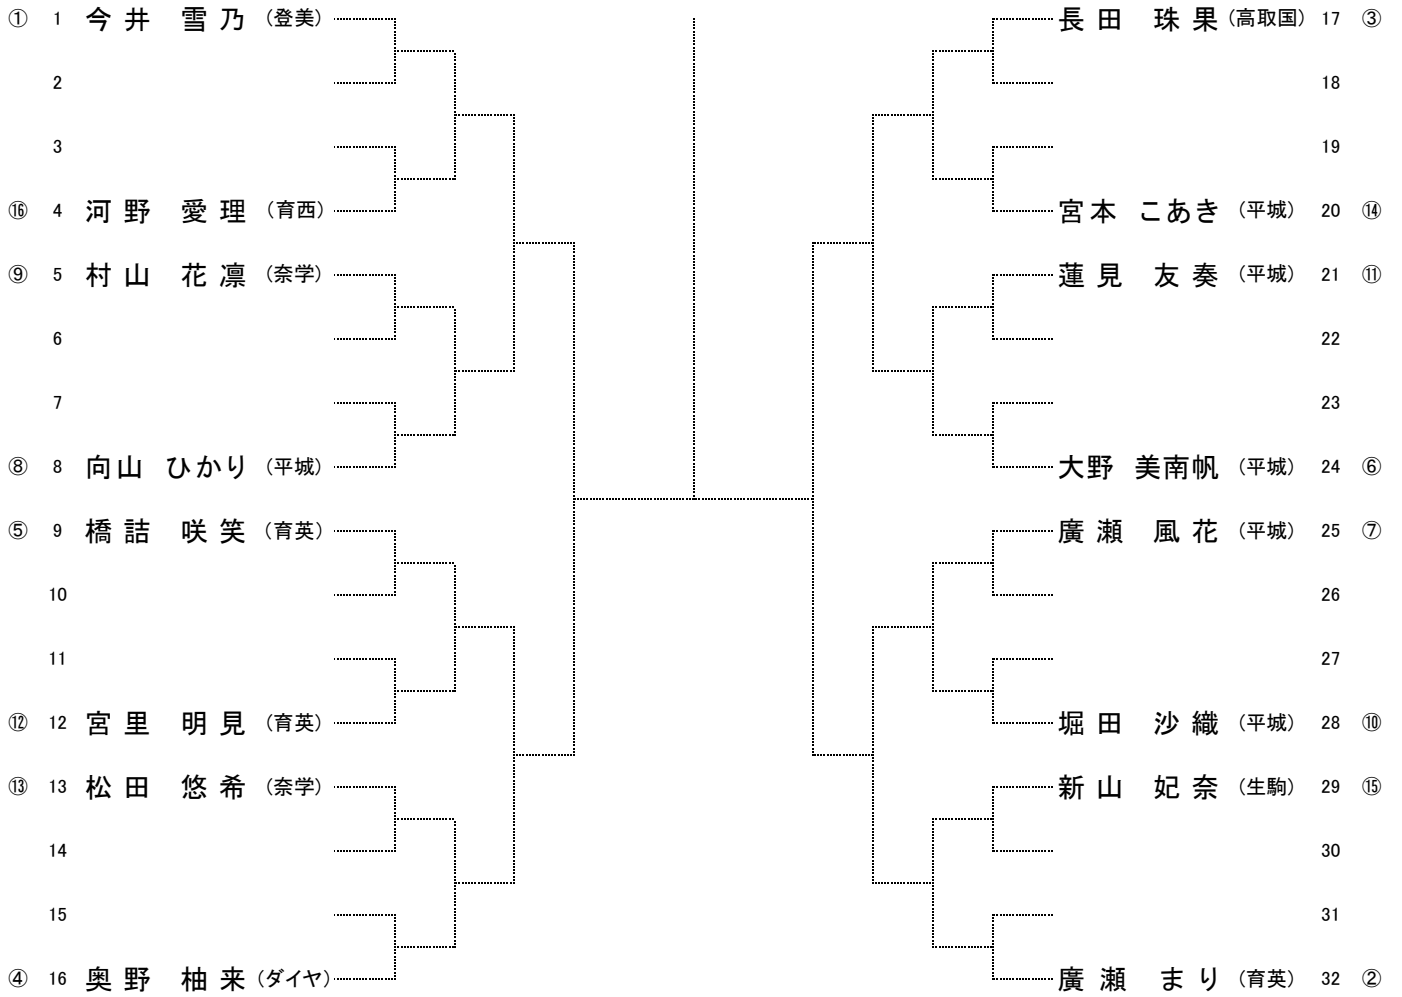 ① 1 今井 雪乃 （登美）
2
3
⑯ 4 河野 愛理 （育西）
⑨ 5 村山 花凛 （奈学）
6
7
⑧ 8 向山 ひかり （平城）
⑤ 9 橋詰 咲笑 （育英）
10
11
⑫ 12 宮里 明見 （育英）
⑬ 13 松田 悠希 （奈学）
14
15
④ 16 奥野 柚来 （ダイヤ）
長田 珠果 （高取国） 17 ③
18
19
宮本 こあき （平城） 20 ⑭
蓮見 友奏 （平城） 21 ⑪
22
23
大野 美南帆 （平城） 24 ⑥
廣瀬 風花 （平城） 25 ⑦
26
27
堀田 沙織 （平城） 28 ⑩
新山 妃奈 （生駒） 29 ⑮
30
31
廣瀬 まり （育英） 32 ②